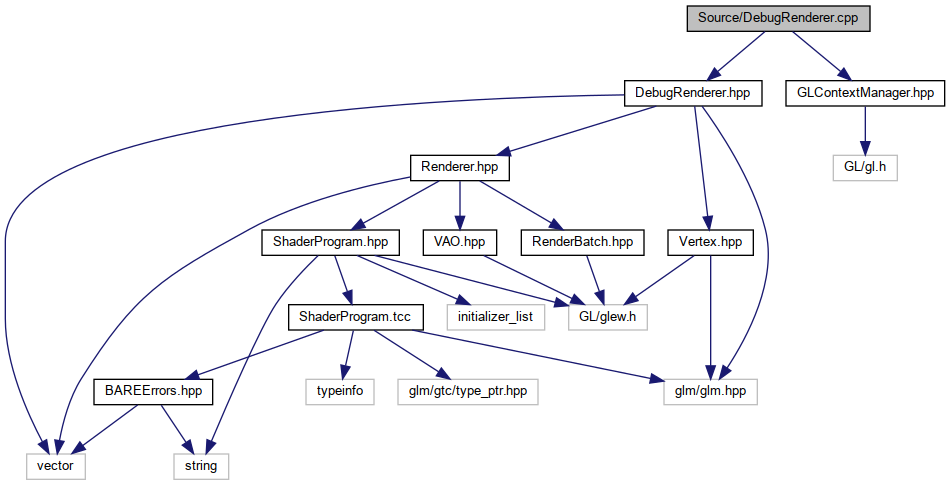 Source/DebugRenderer.cpp
DebugRenderer.hpp
GLContextManager.hpp
Renderer.hpp
GL/gl.h
ShaderProgram.hpp
VAO.hpp
RenderBatch.hpp
Vertex.hpp
ShaderProgram.tcc
initializer_list
GL/glew.h
BAREErrors.hpp
typeinfo
glm/gtc/type_ptr.hpp
glm/glm.hpp
vector
string